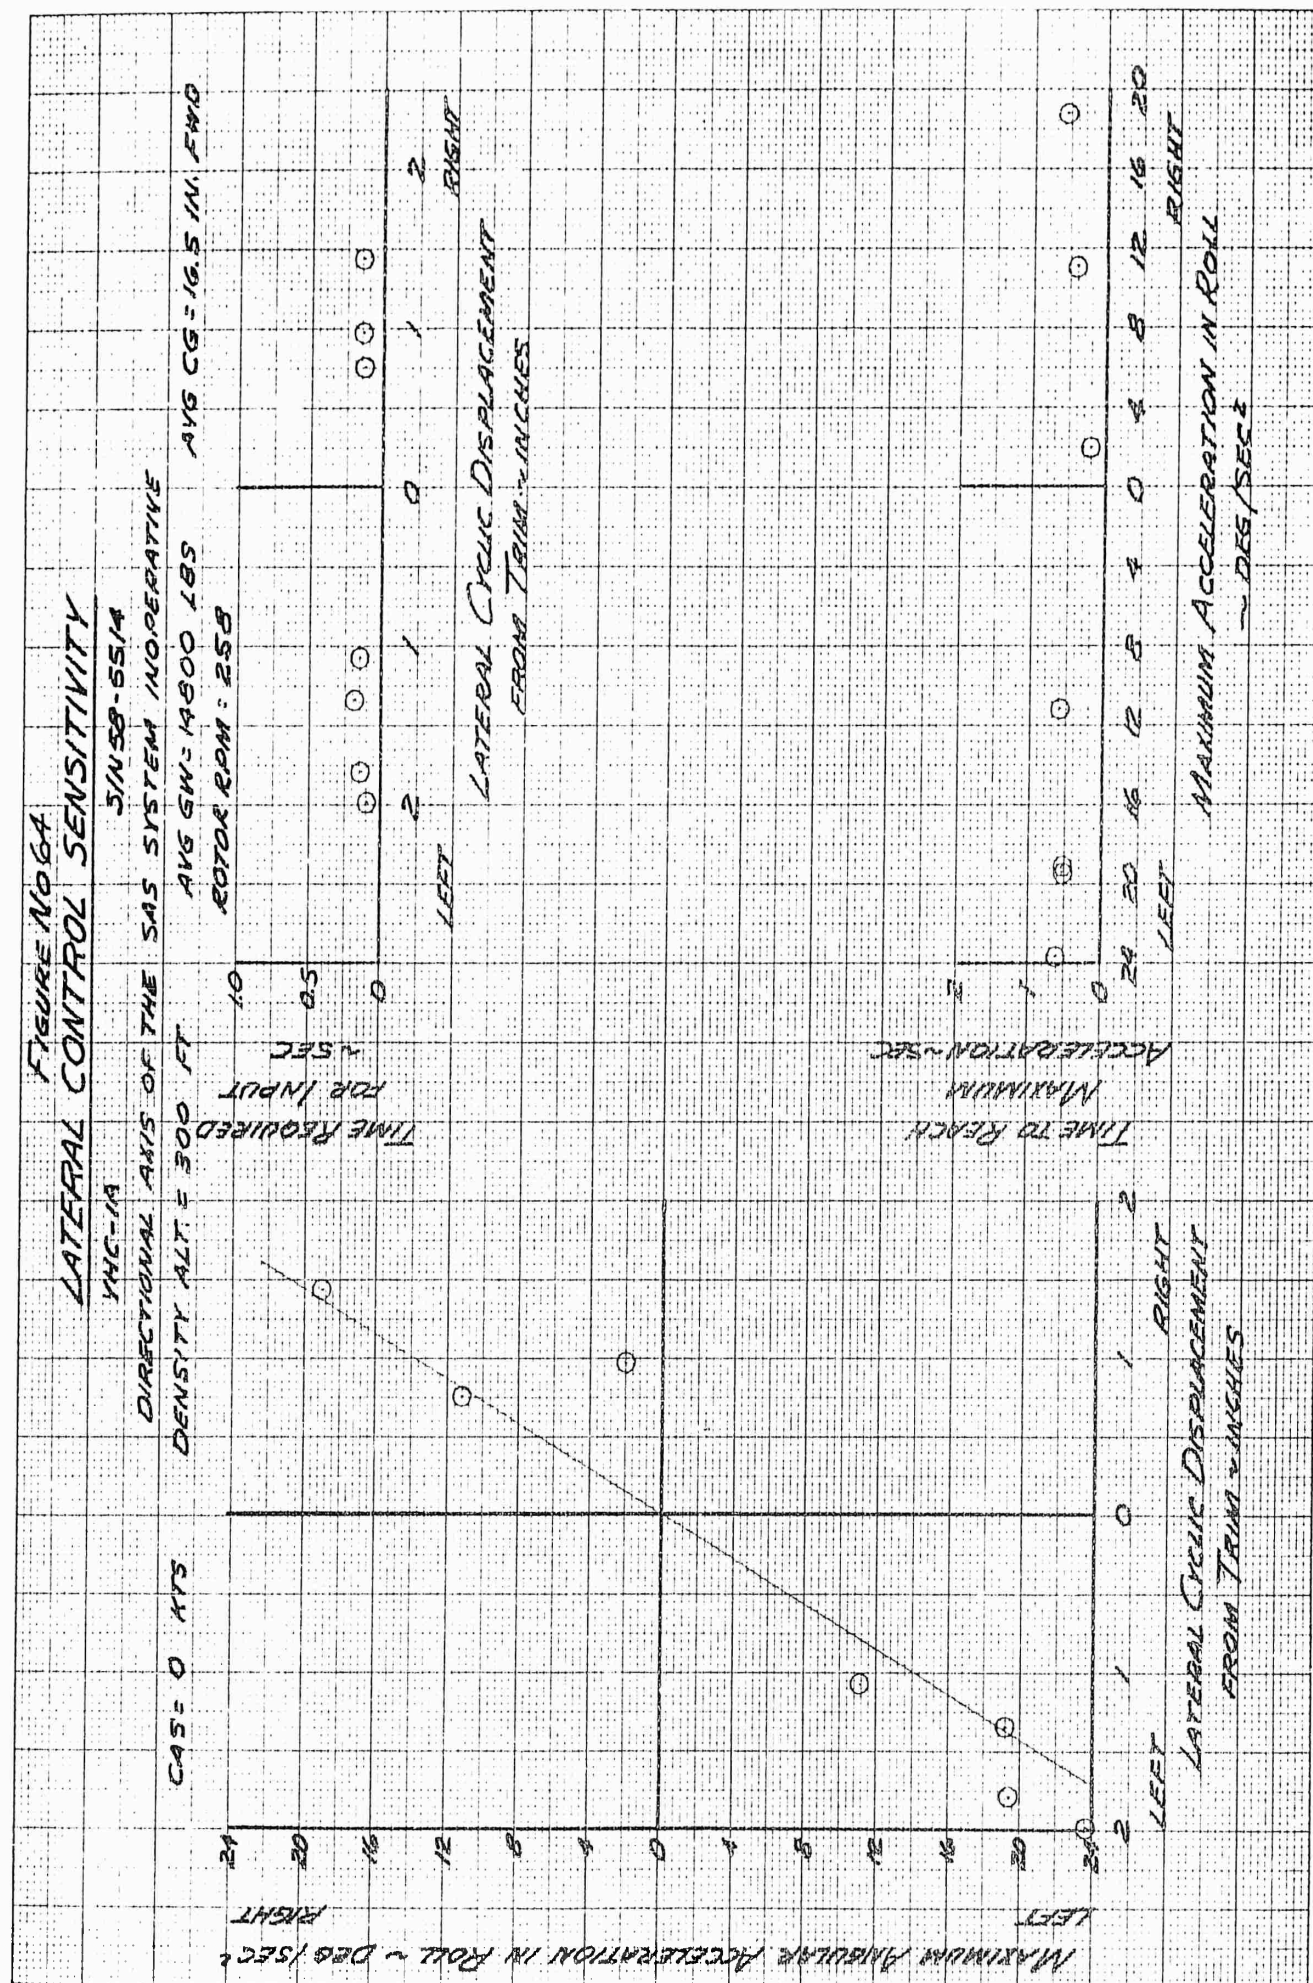 FIGURE NO 64
LATERAL CONTROL SENSITIVITY
YHC-1A S/N 58-5514
DIRECTIONAL AXIS OF THE SAS SYSTEM INOPERATIVE
CAS = 0 KTS DENSITY ALT. = 300 FT AVG GW = 14800 LBS AVG CG = 16.5 IN. FWD
ROTOR RPM = 258
MAXIMUM ANGULAR ACCELERATION IN ROLL ~ DEG/SEC²
RIGHT
LEFT
24
20
16
12
8
4
0
4
8
12
16
20
24
2 1 0 1 2
LEFT RIGHT
LATERAL CYCLIC DISPLACEMENT
FROM TRIM ~ INCHES
TIME REQUIRED
FOR INPUT
~ SEC
1.0
0.5
0
2 1 0 1 2
LEFT RIGHT
LATERAL CYCLIC DISPLACEMENT
FROM TRIM ~ INCHES
TIME TO REACH
MAXIMUM
ACCELERATION ~ SEC
2
1
0
24 20 16 12 8 4 0 4 8 12 16 20
LEFT RIGHT
MAXIMUM ACCELERATION IN ROLL
~ DEG/SEC²